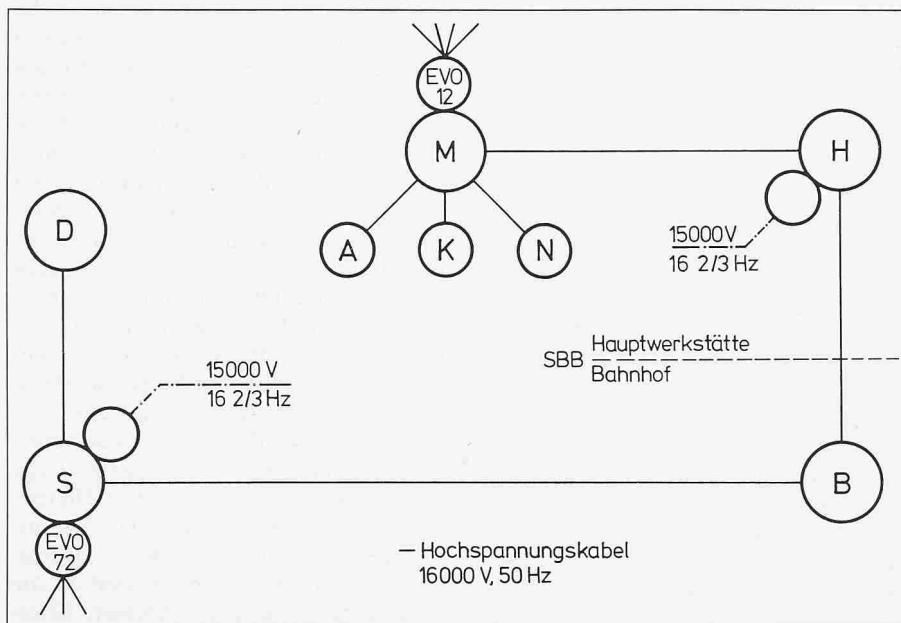 EVO
12
M
H
D
A
K
N
15000V
16 2/3 Hz
SBB
Hauptwerkstätte
Bahnhof
15000 V
16 2/3 Hz
S
B
EVO
72
— Hochspannungskabel
16000 V, 50 Hz